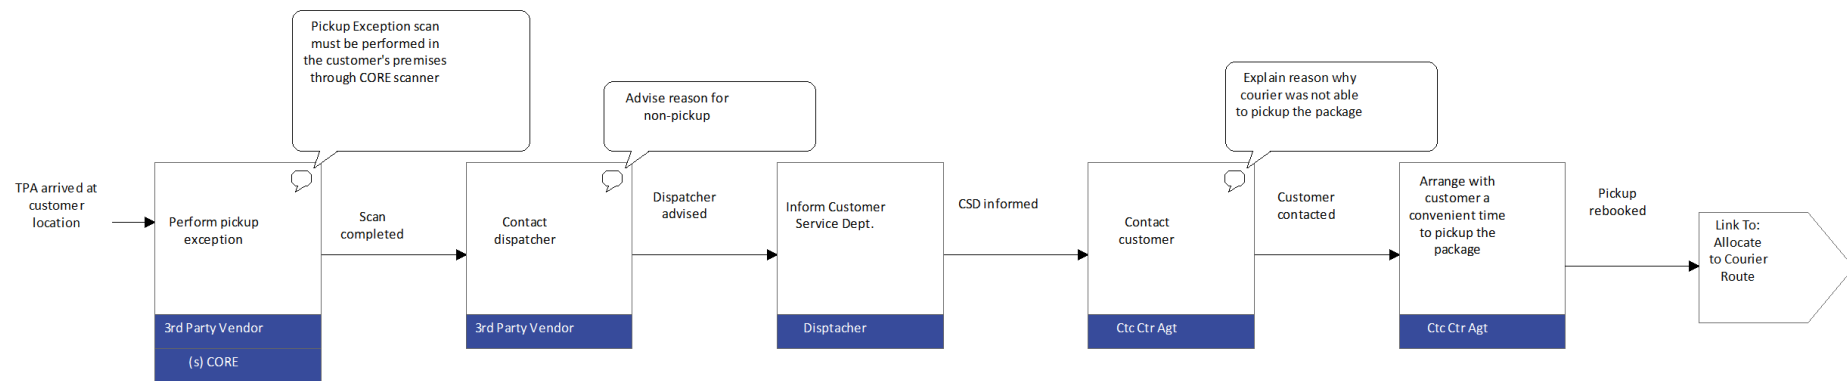 Pickup Exception scan
must be performed in
the customer's premises
through CORE scanner
Advise reason for
non-pickup
Explain reason why
courier was not able
to pickup the package
TPA arrived at
customer
location
Perform pickup
exception
3rd Party Vendor
(s) CORE
Scan
completed
Contact
dispatcher
3rd Party Vendor
Dispatcher
advised
Inform Customer
Service Dept.
Disptacher
CSD informed
Contact
customer
Ctc Ctr Agt
Customer
contacted
Arrange with
customer a
convenient time
to pickup the
package
Ctc Ctr Agt
Pickup
rebooked
Link To:
Allocate
to Courier
Route